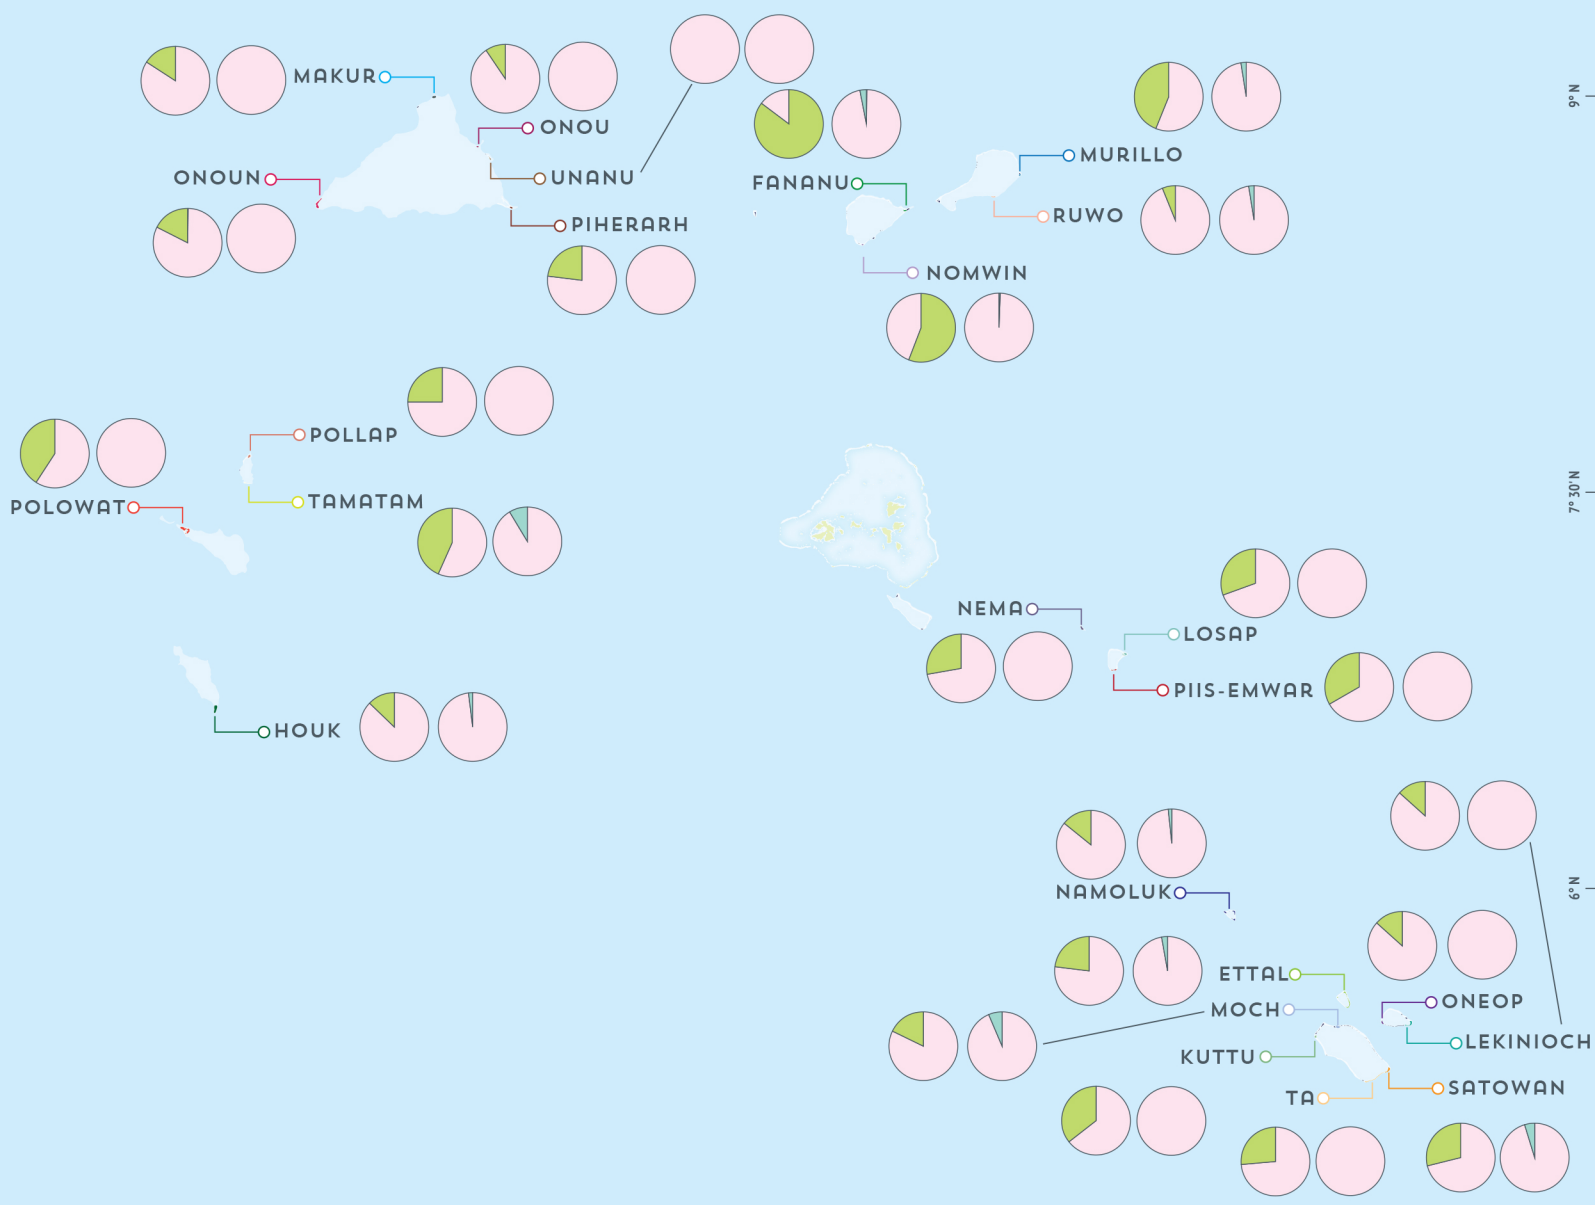 MAKUR
ONOU
9°N
ONOUN
UNANU
FANANU
MURILLO
PIHERARH
RUWO
NOMWIN
POLLAP
7°30'N
POLOWAT
TAMATAM
NEMA
LOSAP
PIIS-EMWAR
HOUK
6°N
NAMOLUK
ETTAL
MOCH
ONEOP
KUTTU
LEKINIOCH
TA
SATOWAN